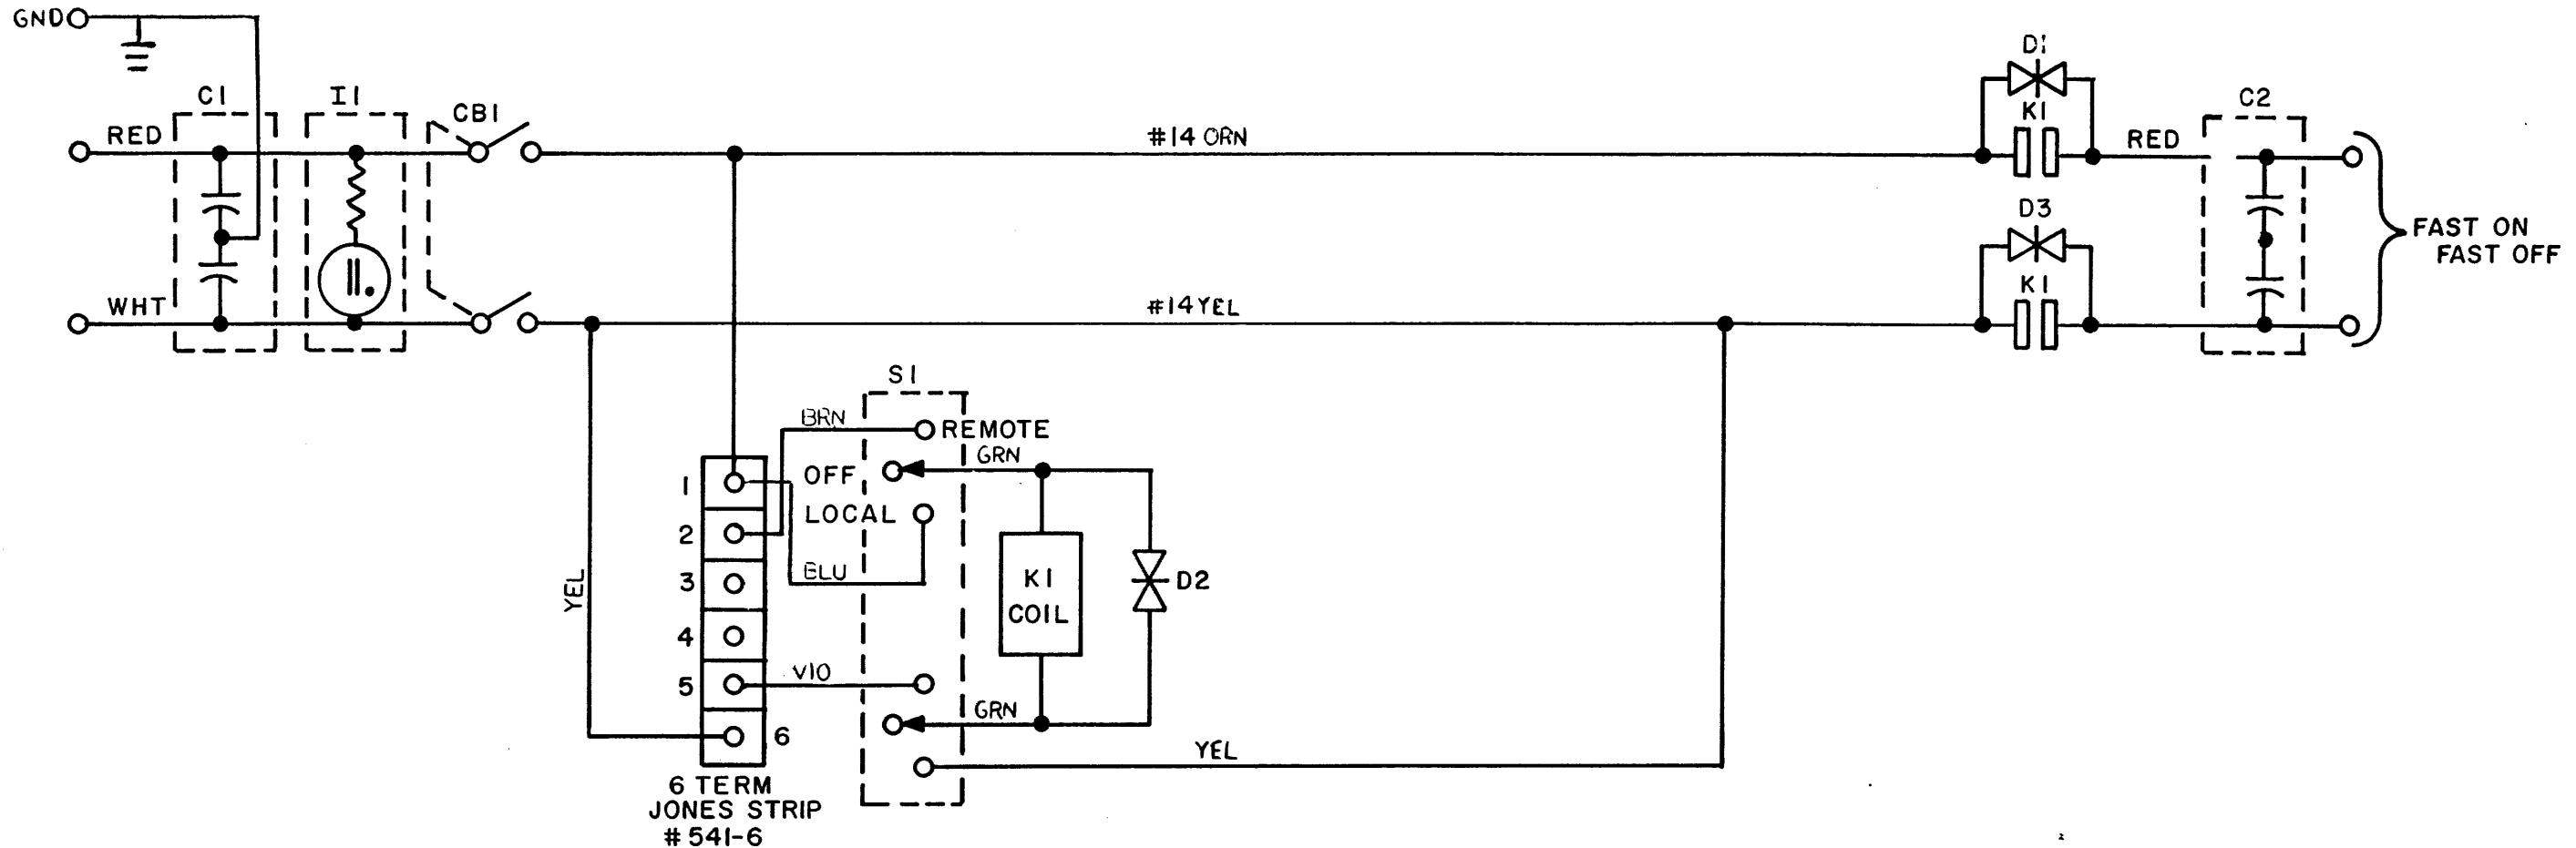 GND
C1
I1
CB1
D1
K1
C2
RED
#14 ORN
RED
D3
FAST ON
FAST OFF
K1
WHT
#14 YEL
S1
BRN
REMOTE
GRN
OFF
1
LOCAL
2
BLU
3
K1
COIL
D2
YEL
4
VIO
5
GRN
6
YEL
6 TERM
JONES STRIP
#541-6